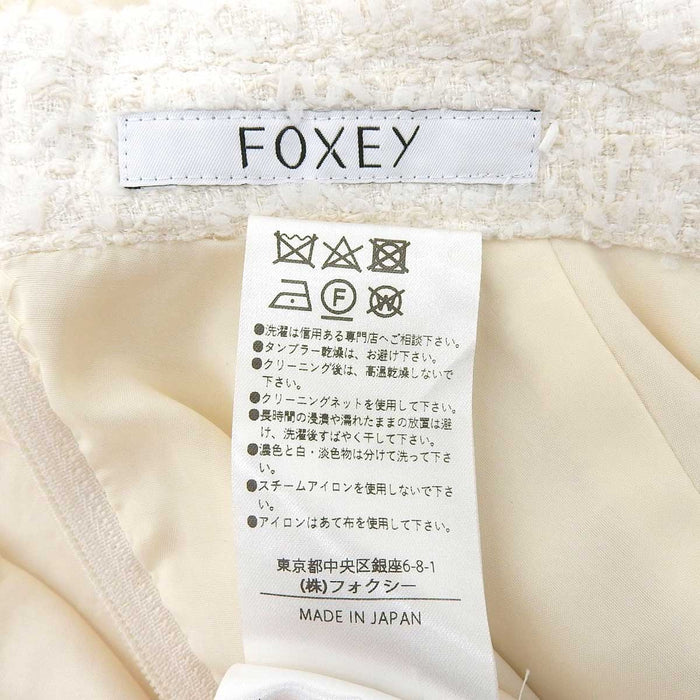 FOXEY
F
W
●洗濯は信用ある専門店へご相談下さい。
●タンブラー乾燥は、お避け下さい。
●クリーニング後は、高温乾燥しないで
下さい。
●クリーニングネットを使用して下さい。
●長時間の浸漬や濡れたままの放置は避
け、洗濯後すばやく干して下さい。
●濃色と白・淡色物は分けて洗って下さ
い。
●スチームアイロンを使用しないで下さ
い。
●アイロンはあて布を使用して下さい。
東京都中央区銀座6-8-1
(株)フォクシー
MADE IN JAPAN